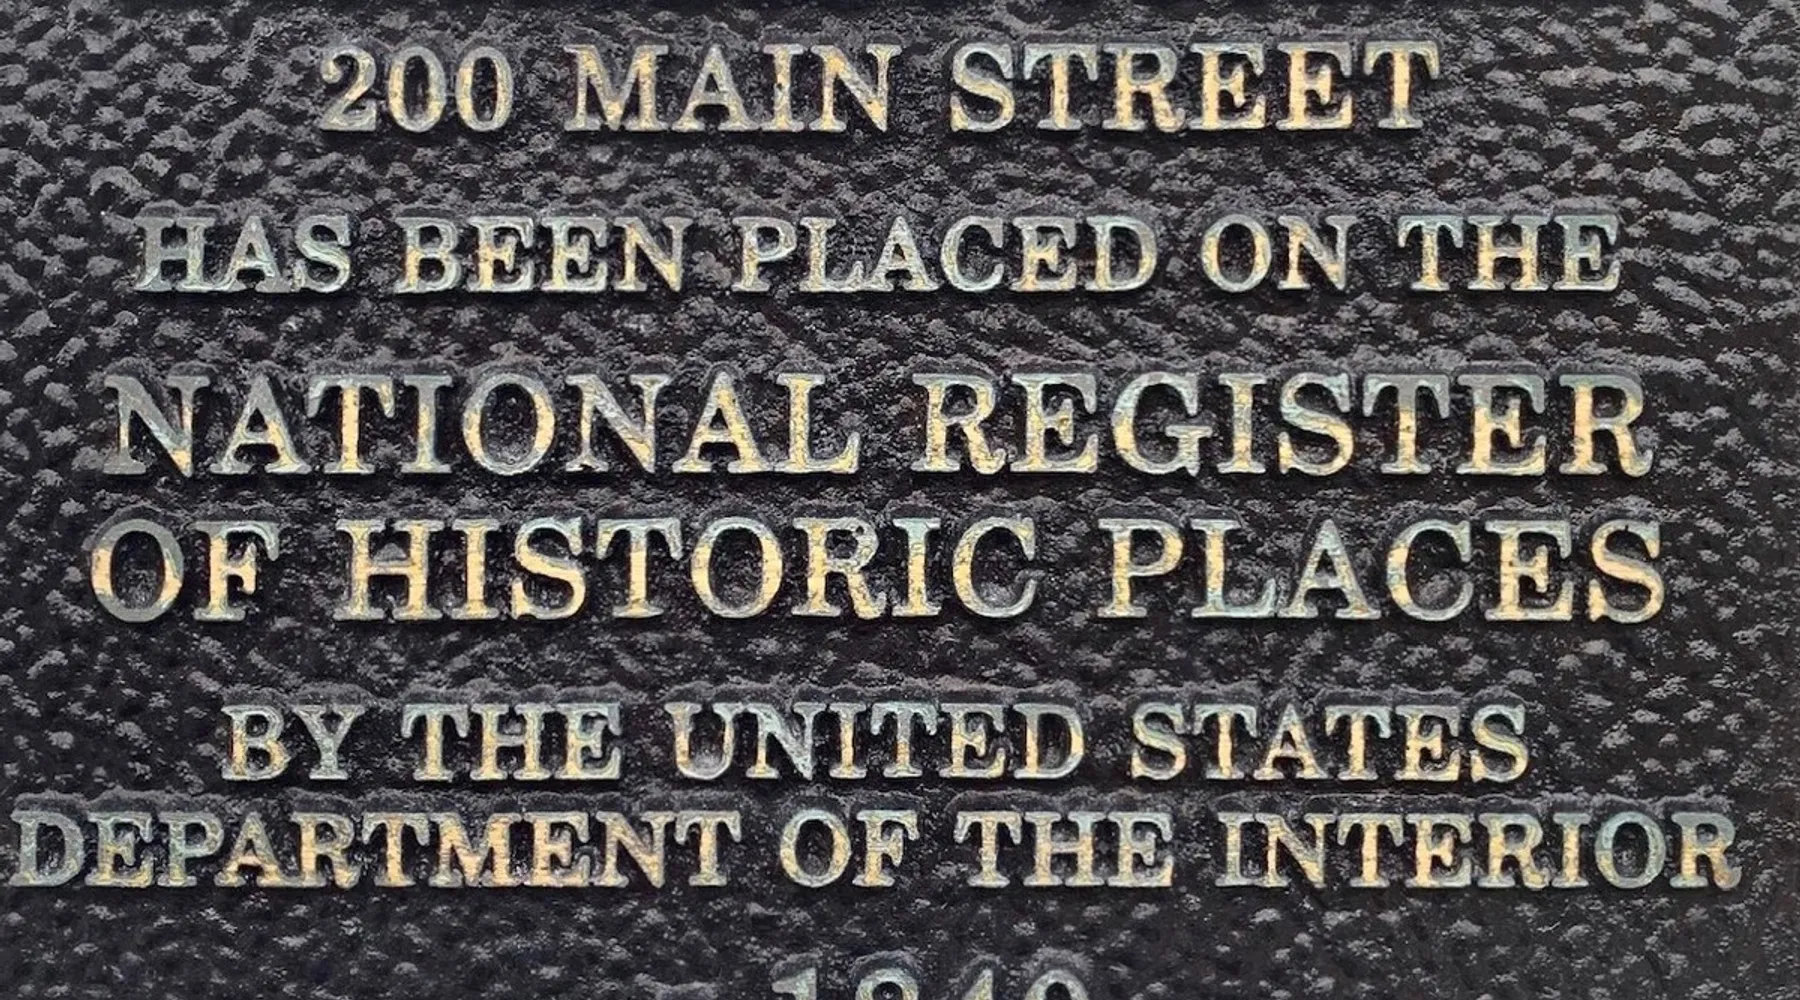 200 MAIN STREET
HAS BEEN PLACED ON THE
NATIONAL REGISTER
OF HISTORIC PLACES
BY THE UNITED STATES
DEPARTMENT OF THE INTERIOR